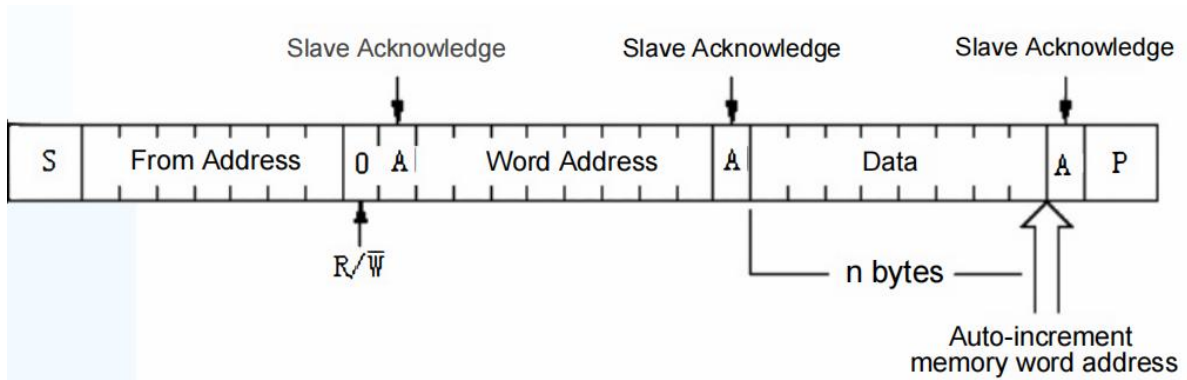 Slave Acknowledge Slave Acknowledge Slave Acknowledge
S From Address 0 A Word Address A Data A P
R/W̅
n bytes
Auto-increment
memory word address